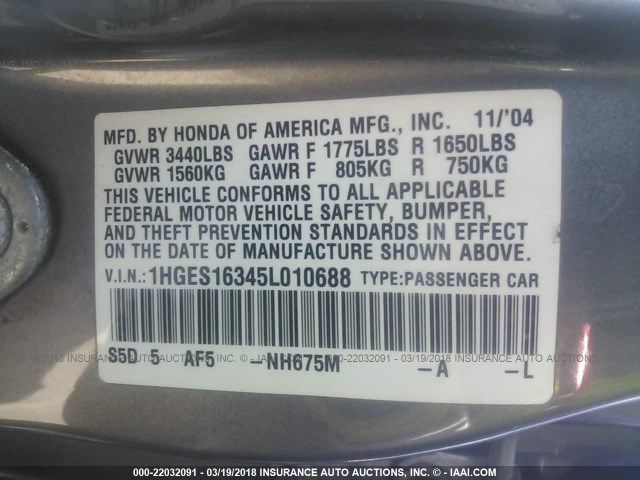 MFD. BY HONDA OF AMERICA MFG., INC. 11/'04
GVWR 3440LBS GAWR F 1775LBS R 1650LBS
GVWR 1560KG GAWR F 805KG R 750KG
THIS VEHICLE CONFORMS TO ALL APPLICABLE
FEDERAL MOTOR VEHICLE SAFETY, BUMPER,
AND THEFT PREVENTION STANDARDS IN EFFECT
ON THE DATE OF MANUFACTURE SHOWN ABOVE.
V.I.N.: 1HGES16345L010688 TYPE: PASSENGER CAR
S5D 5 AF5 -NH675M -A -L
000-22032091 - 03/19/2018 INSURANCE AUTO AUCTIONS, INC. - © IAAI.COM